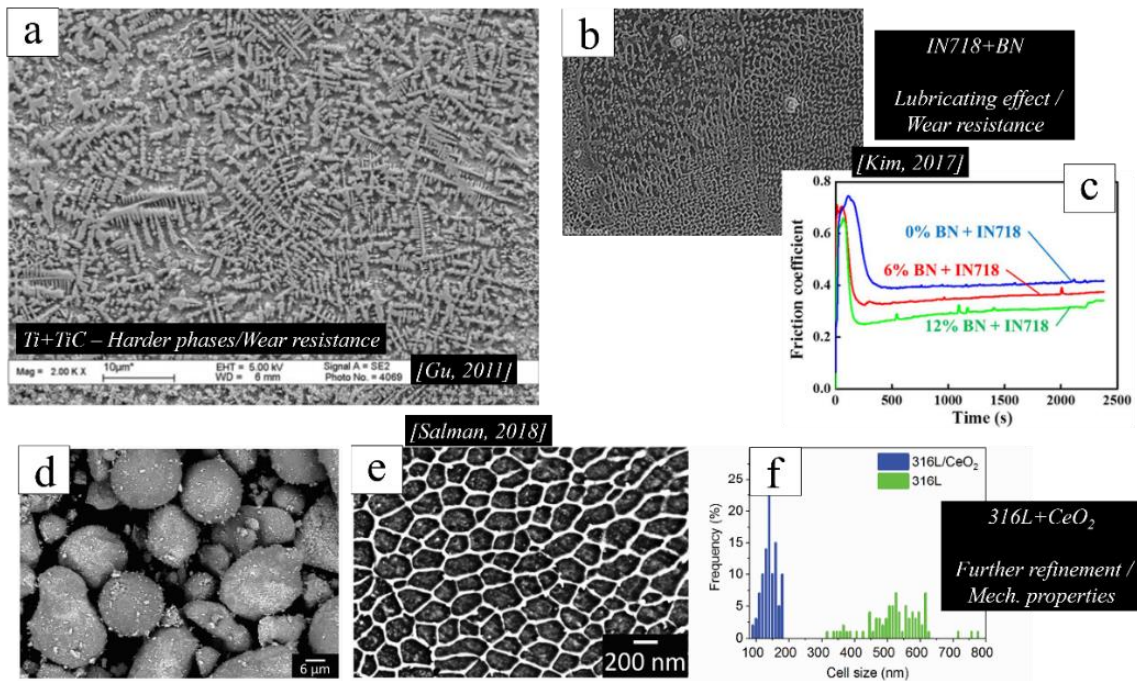 a
Ti+TiC – Harder phases/Wear resistance
Mag = 2.00 K X
10µm*
EHT = 5.00 kV
WD = 6 mm
Signal A = SE2
Photo No. = 4069
[Gu, 2011]
b
IN718+BN
Lubricating effect /
Wear resistance
[Kim, 2017]
c
0.8
0.6
0.4
0.2
0.0
Friction coefficient
0% BN + IN718
6% BN + IN718
12% BN + IN718
0 500 1000 1500 2000 2500
Time (s)
d
6 µm
[Salman, 2018]
e
200 nm
f
316L/CeO₂
316L
25
20
15
10
5
0
Frequency (%)
100 200 300 400 500 600 700 800
Cell size (nm)
316L+CeO₂
Further refinement /
Mech. properties